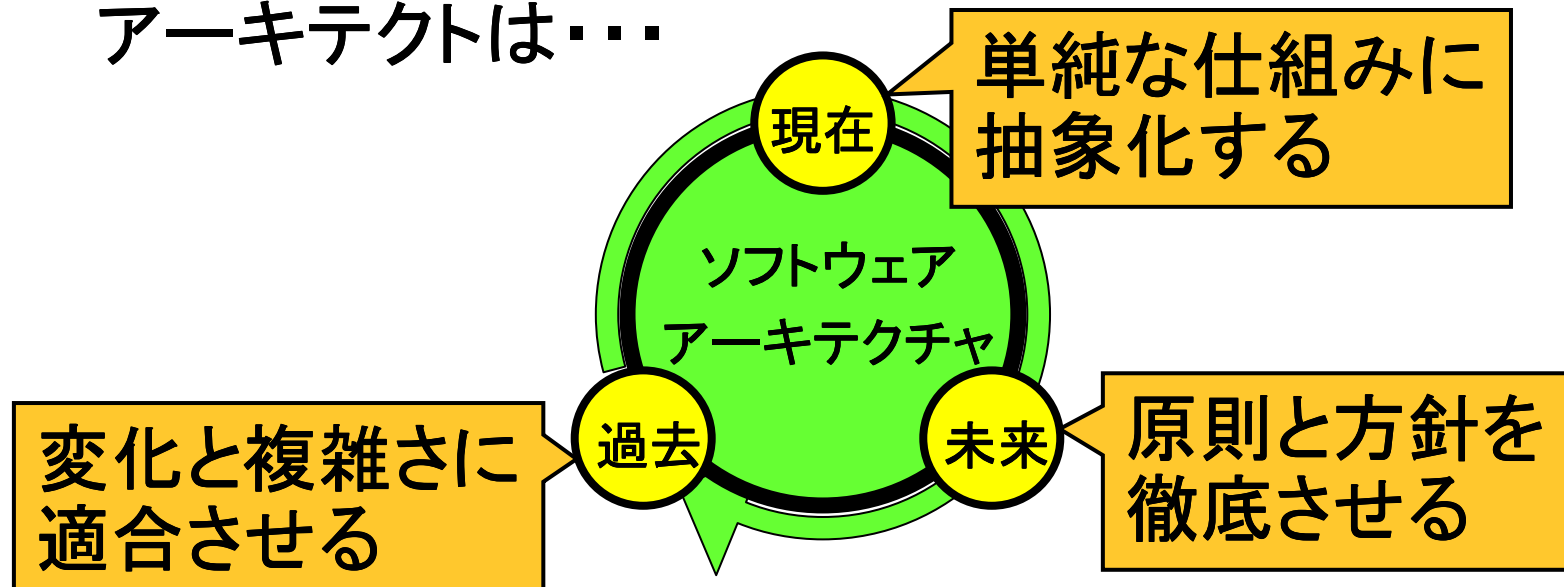 アーキテクトは・・・
現在
単純な仕組みに
抽象化する
ソフトウェア
アーキテクチャ
過去
変化と複雑さに
適合させる
未来
原則と方針を
徹底させる